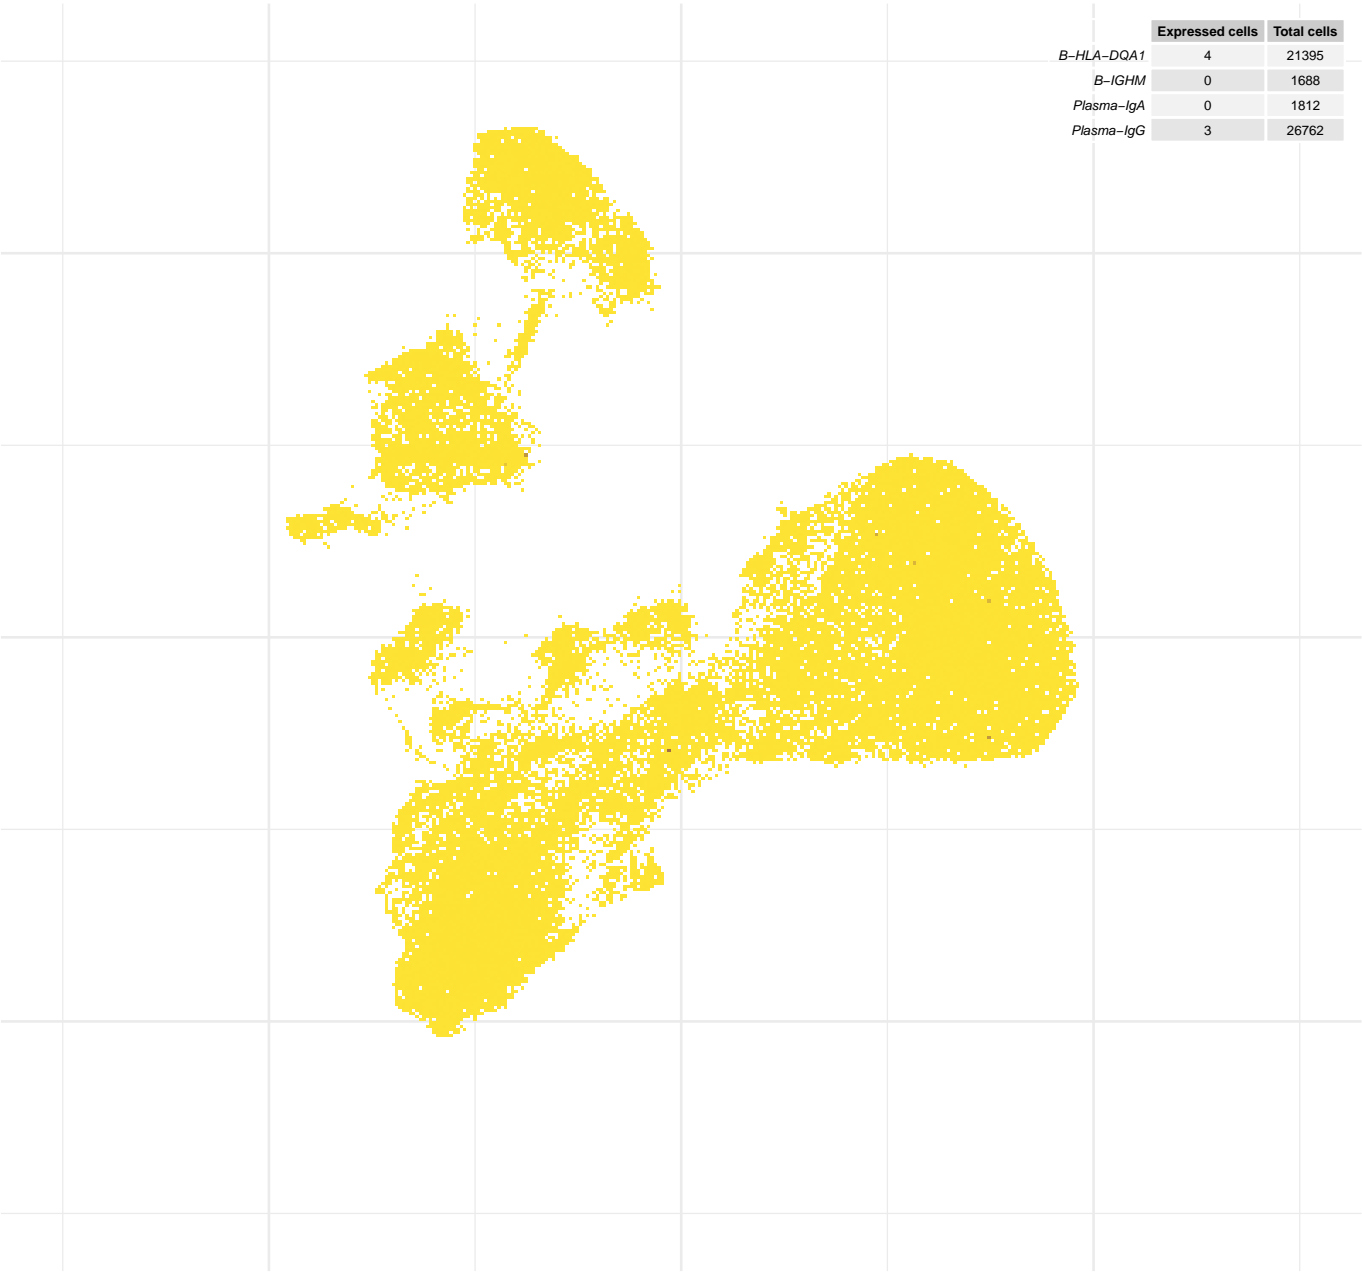 Expressed cells Total cells
B−HLA−DQA1 4 21395
B−IGHM 0 1688
Plasma−IgA 0 1812
Plasma−IgG 3 26762